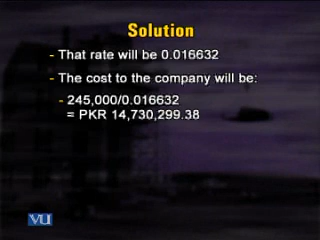 Solution
- That rate will be 0.016632
- The cost to the company will be:
- 245,000/0.016632
= PKR 14,730,299.38
VU